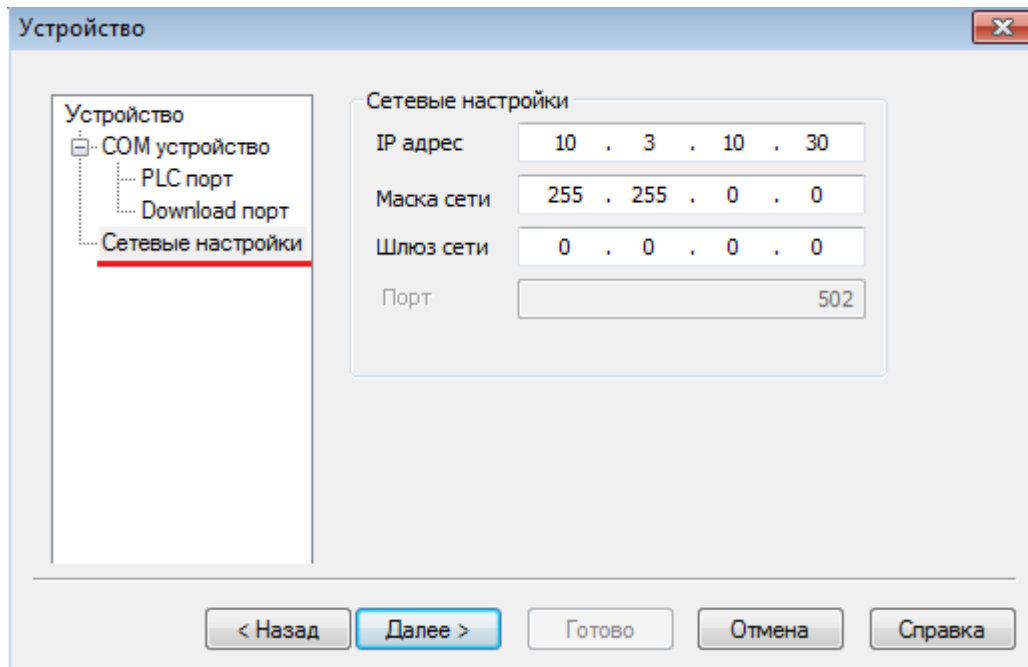 Устройство
Устройство
COM устройство
PLC порт
Download порт
Сетевые настройки
Сетевые настройки
IP адрес 10 . 3 . 10 . 30
Маска сети 255 . 255 . 0 . 0
Шлюз сети 0 . 0 . 0 . 0
Порт 502
< Назад Далее > Готово Отмена Справка